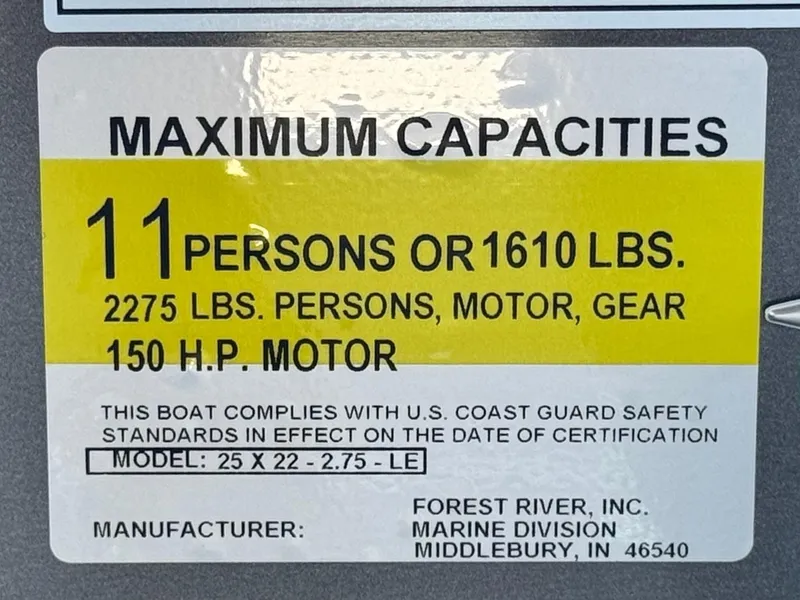 MAXIMUM CAPACITIES
11 PERSONS OR 1610 LBS.
2275 LBS. PERSONS, MOTOR, GEAR
150 H.P. MOTOR
THIS BOAT COMPLIES WITH U.S. COAST GUARD SAFETY
STANDARDS IN EFFECT ON THE DATE OF CERTIFICATION
MODEL: 25 X 22 - 2.75 - LE
MANUFACTURER:
FOREST RIVER, INC.
MARINE DIVISION
MIDDLEBURY, IN 46540